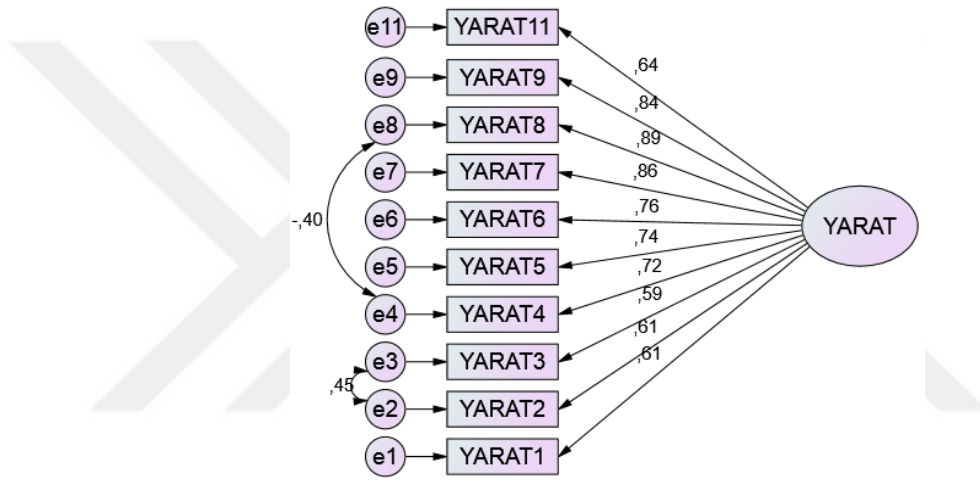 e11 YARAT11
,64
e9 YARAT9
,84
e8 YARAT8
,89
e7 YARAT7
,86
-,40
e6 YARAT6
,76
YARAT
e5 YARAT5
,74
e4 YARAT4
,72
,59
e3 YARAT3
,61
,45
e2 YARAT2
,61
e1 YARAT1